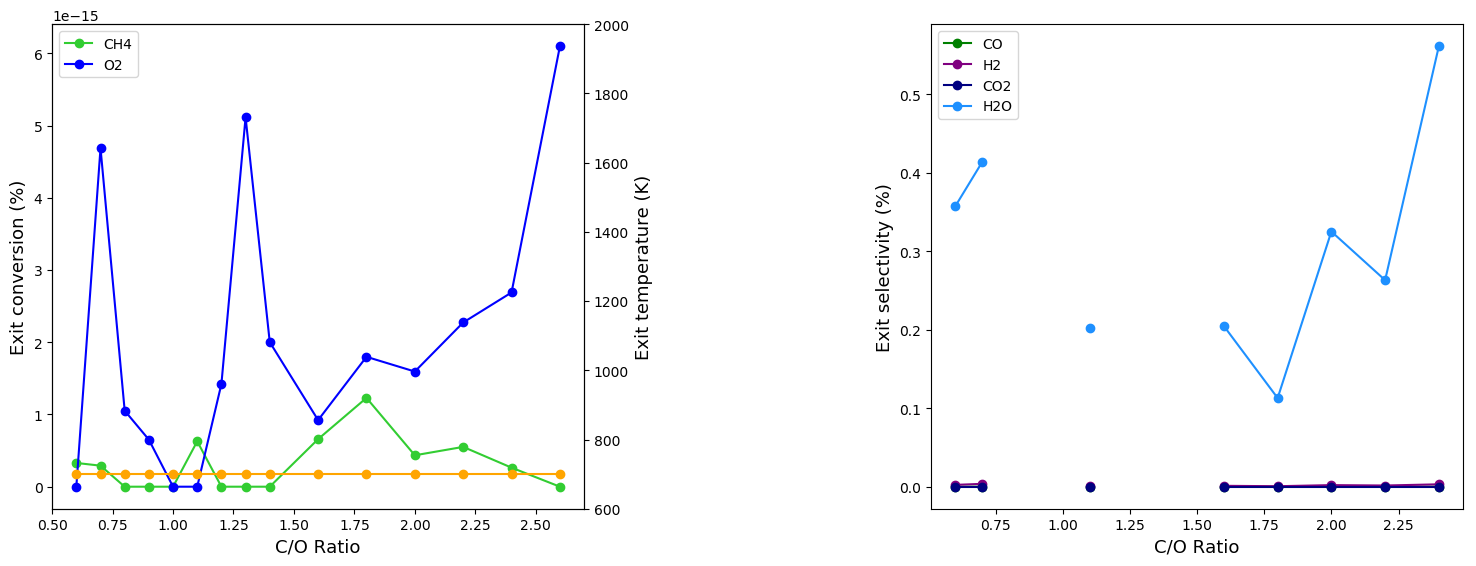 1e−15
CH4
O2
6
5
4
3
2
1
0
Exit conversion (%)
0.50 0.75 1.00 1.25 1.50 1.75 2.00 2.25 2.50
C/O Ratio
2000
1800
1600
1400
1200
1000
800
600
Exit temperature (K)
CO
H2
CO2
H2O
0.5
0.4
0.3
0.2
0.1
0.0
Exit selectivity (%)
0.75 1.00 1.25 1.50 1.75 2.00 2.25
C/O Ratio